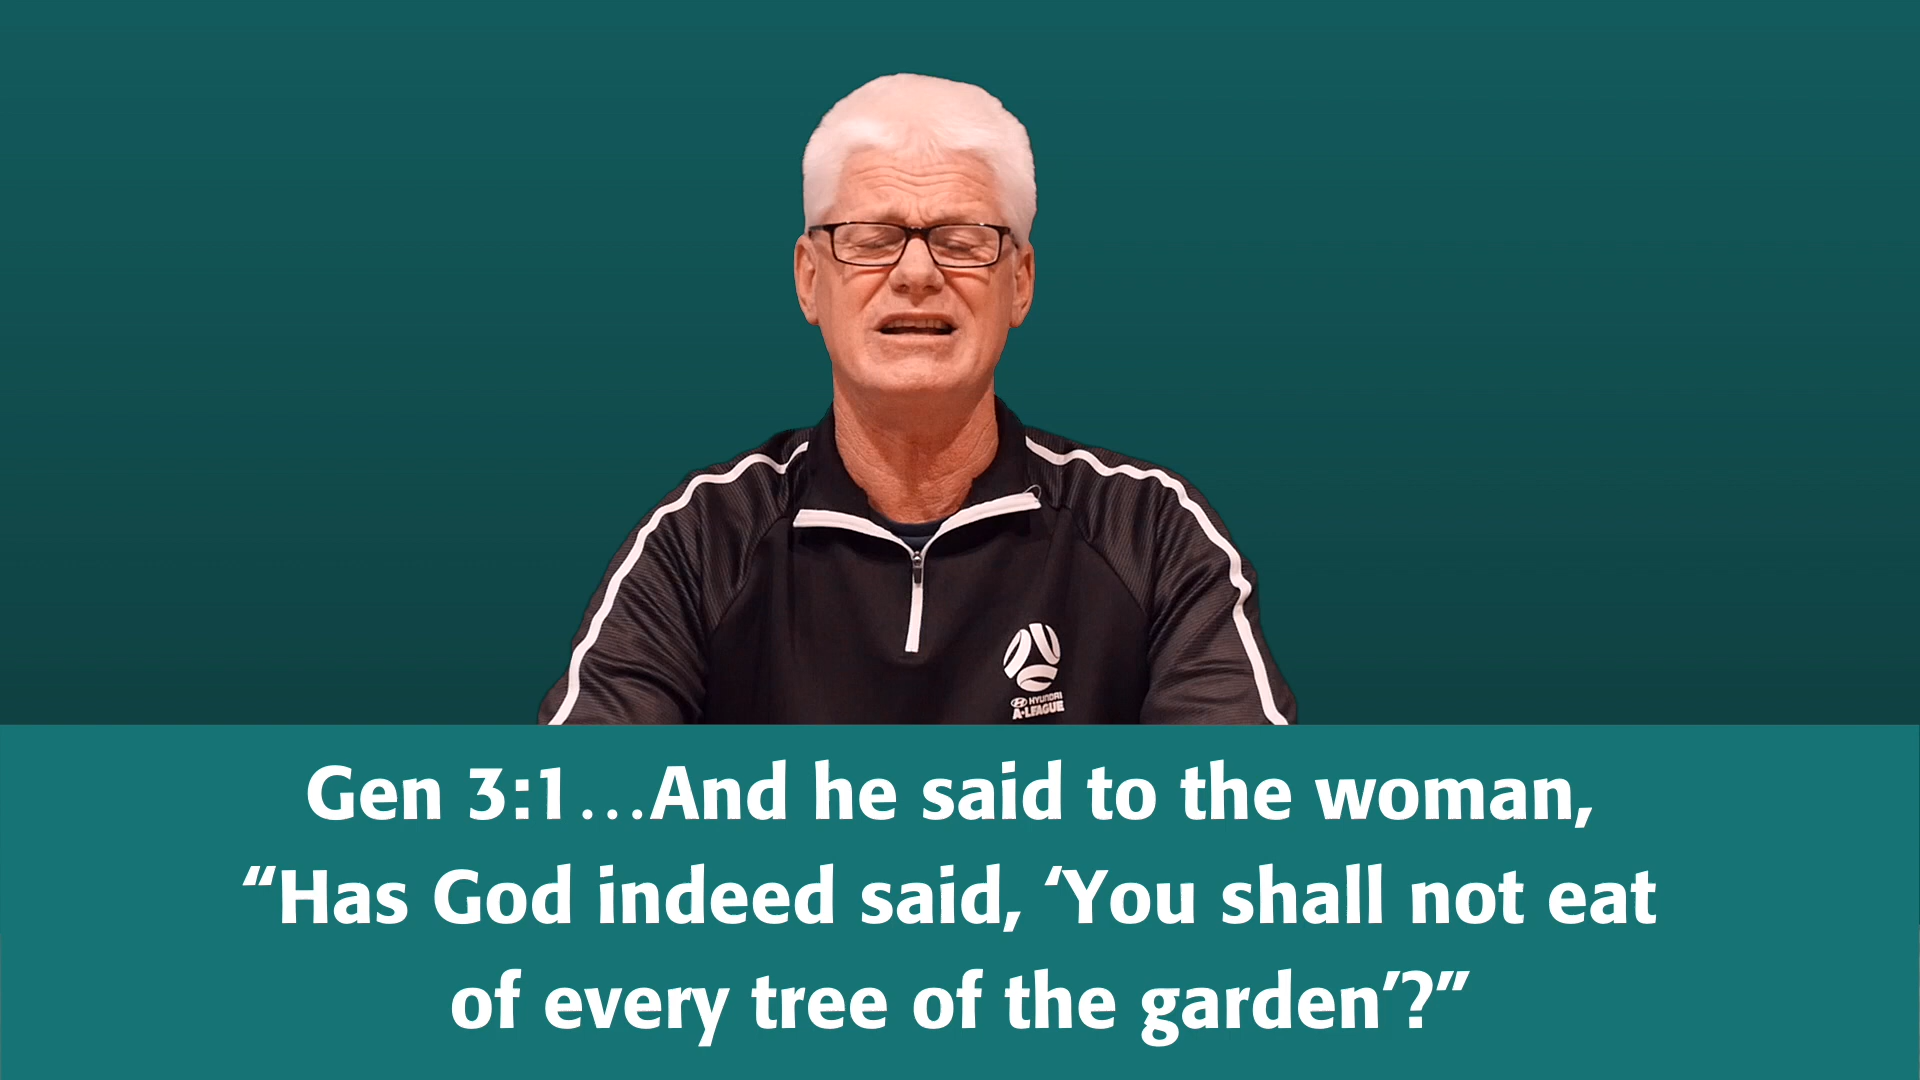 HYUNDAI
A-LEAGUE
Gen 3:1…And he said to the woman,
“Has God indeed said, ‘You shall not eat
of every tree of the garden’?”